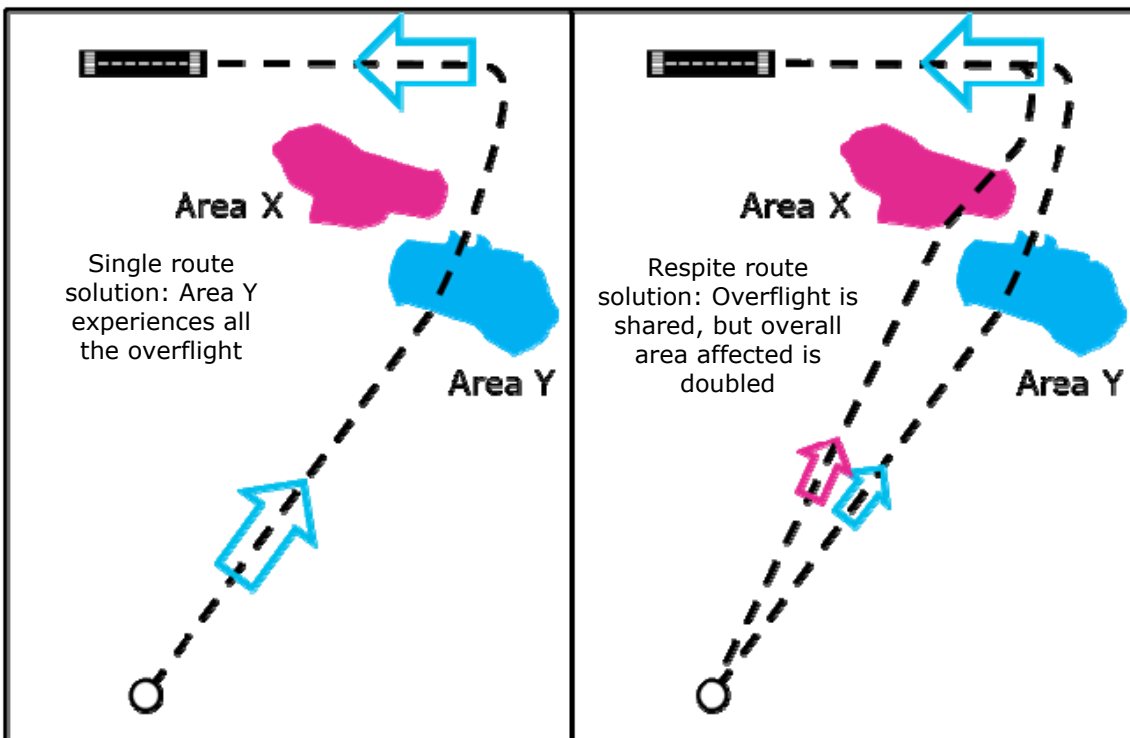 Area X
Single route
solution: Area Y
experiences all
the overflight
Area Y
Area X
Respite route
solution: Overflight is
shared, but overall
area affected is
doubled
Area Y